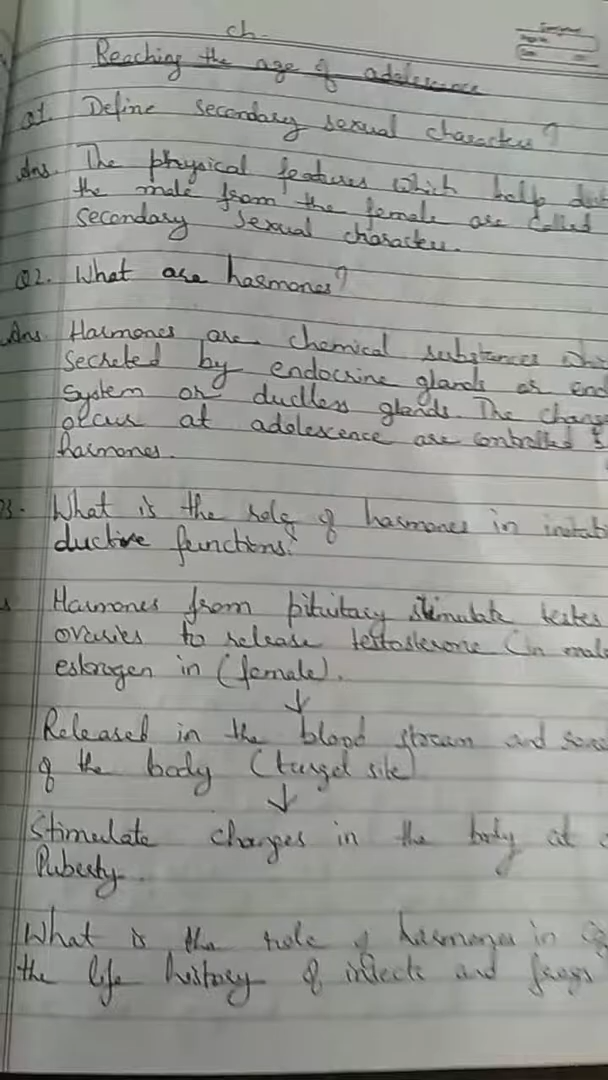 ch-
Reaching the age of adolescence
Q1. Define secondary sexual characters?
Ans. The physical features which help
the male from the female are called
secondary sexual characters.
Q2. What are harmones?
Ans. Harmones are chemical substances
secreted by endocrine glands or
system or ductless glands. The
occur at adolescence are controlled
harmones.
What is the role of harmones in
ductive functions?
Harmones from pituitary stimulate testes
ovaries to release testosterone (in
estrogen in (female).
↓
Released in the blood stream and
of the body (target site)
↓
Stimulate changes in the body at
Puberty.
What is the role of harmones in
the life history of insects and frogs